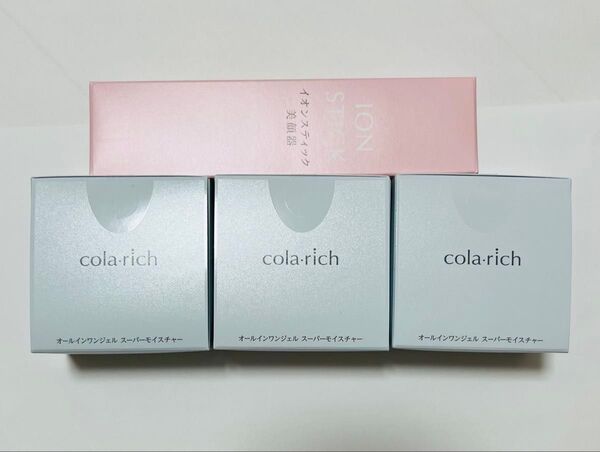 ION
STICK
イオンスティック
美顔器
cola·rich
オールインワンジェル スーパーモイスチャー
cola·rich
オールインワンジェル スーパーモイスチャー
cola·rich
オールインワンジェル スーパーモイスチャー